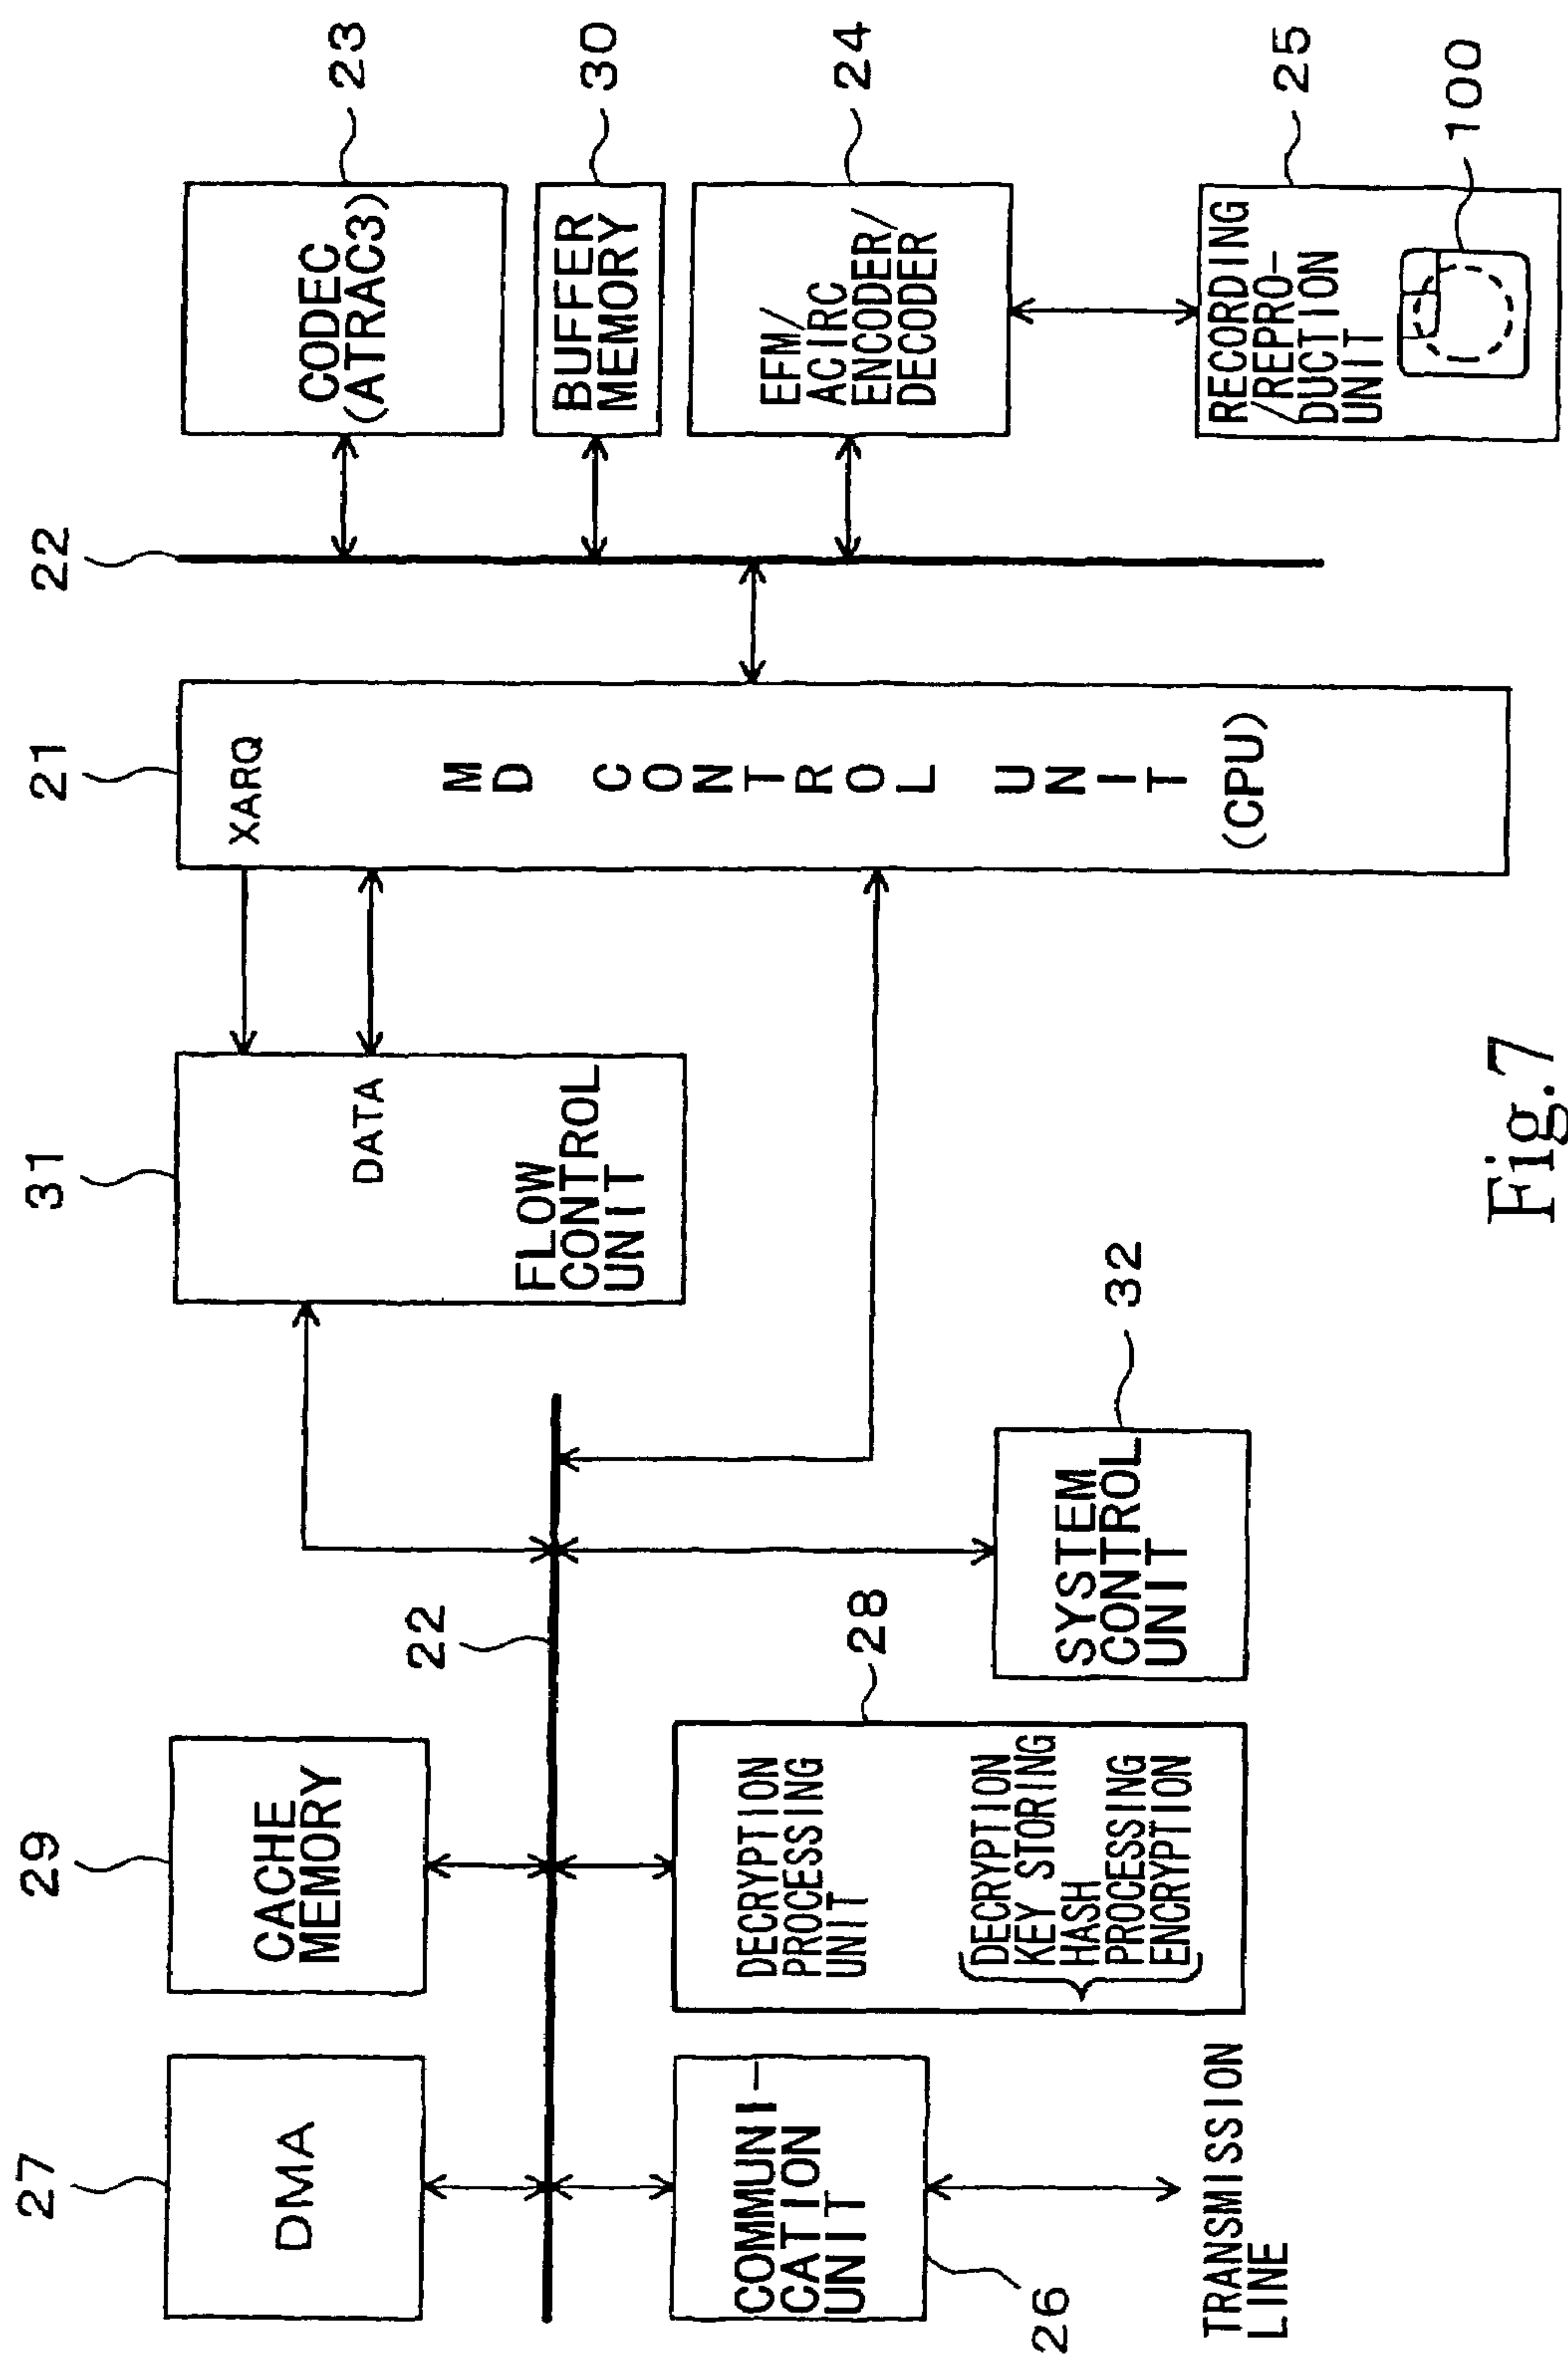 27
DMA
29
CACHE
MEMORY
31
DATA
FLOW
CONTROL
UNIT
21
XARQ
MD CONTROL UNIT
(CPU)
22
23
CODEC
(ATRAC3)
30
BUFFER
MEMORY
24
EFM/
ACIRC
ENCODER/
DECODER
25
RECORDING
/REPRO-
DUCTION
UNIT
100
22
COMMUNI-
CATION
UNIT
26
TRANSMISSION
LINE
28
DECRYPTION
PROCESSING
UNIT
DECRYPTION
KEY STORING
HASH
PROCESSING
ENCRYPTION
32
SYSTEM
CONTROL
UNIT
Fig.7